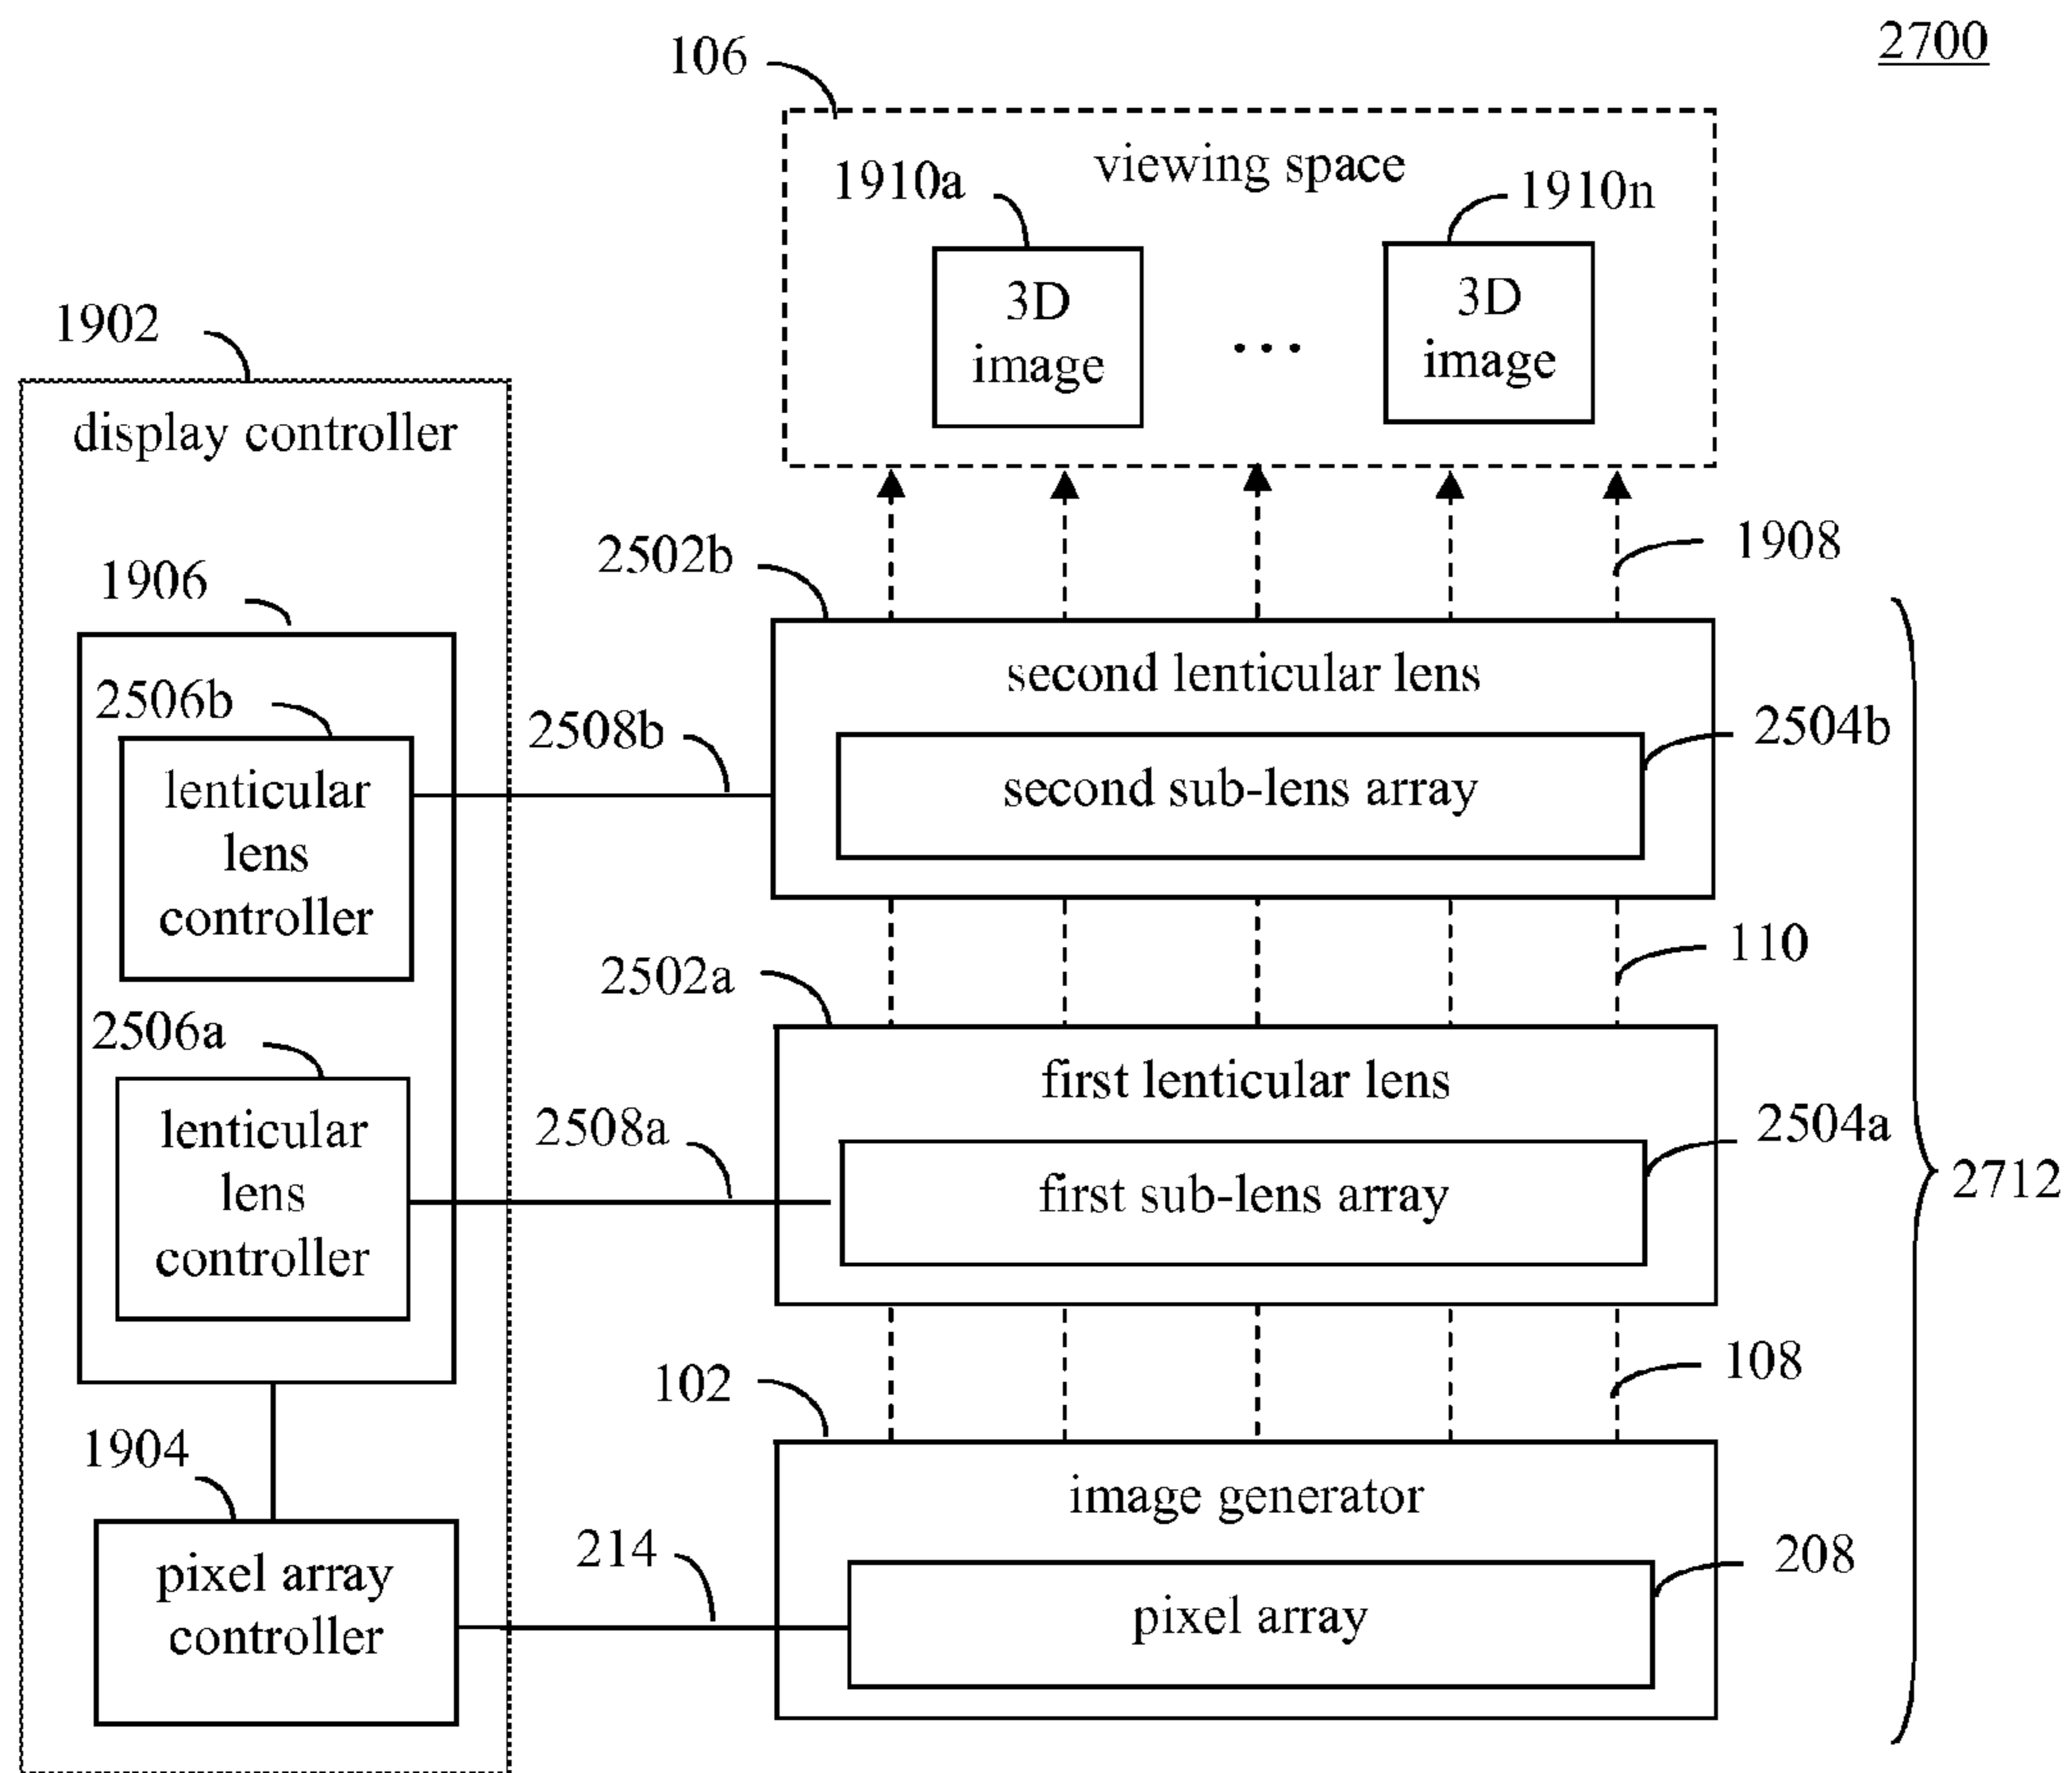 2700
106
viewing space
1910a
1910n
3D
image
...
3D
image
1902
display controller
1908
2502b
1906
second lenticular lens
2506b
2508b
2504b
lenticular
lens
controller
second sub-lens array
110
2502a
2506a
first lenticular lens
2508a
2504a
lenticular
lens
controller
first sub-lens array
2712
102
108
1904
image generator
214
208
pixel array
controller
pixel array